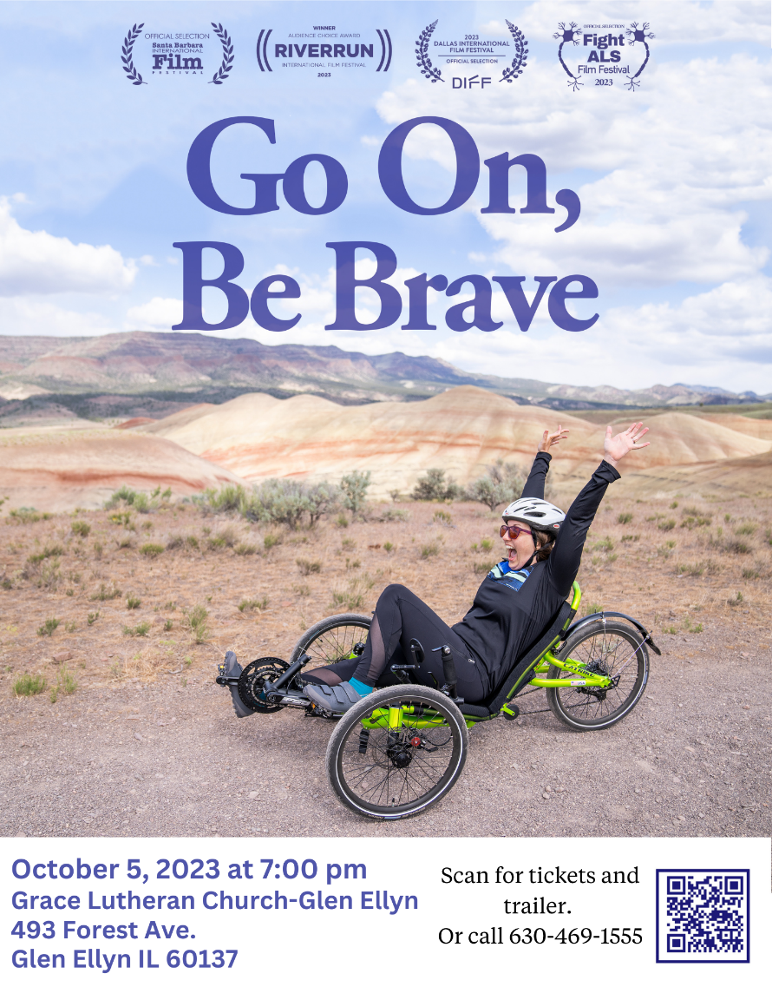 OFFICIAL SELECTION
Santa Barbara
INTERNATIONAL
Film
FESTIVAL
WINNER
AUDIENCE CHOICE AWARD
RIVERRUN
INTERNATIONAL FILM FESTIVAL
2023
2023
DALLAS INTERNATIONAL
FILM FESTIVAL
OFFICIAL SELECTION
DIFF
OFFICIAL SELECTION
Fight
ALS
Film Festival
2023
Go On,
Be Brave
CATRIKE
October 5, 2023 at 7:00 pm
Grace Lutheran Church-Glen Ellyn
493 Forest Ave.
Glen Ellyn IL 60137
Scan for tickets and
trailer.
Or call 630-469-1555